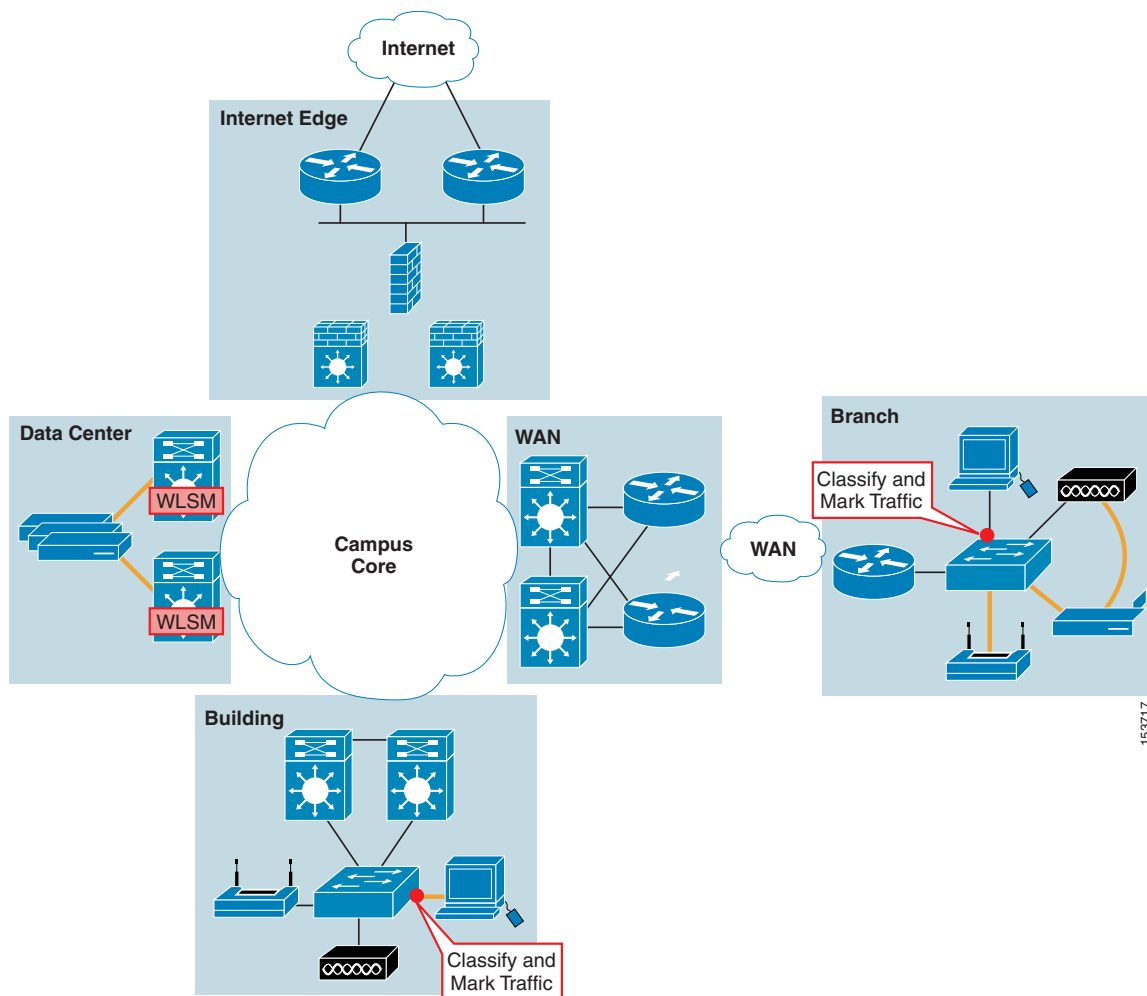 Internet
Internet Edge
Data Center
WLSM
WLSM
Campus
Core
WAN
WAN
Branch
Classify and
Mark Traffic
Building
Classify and
Mark Traffic
153717